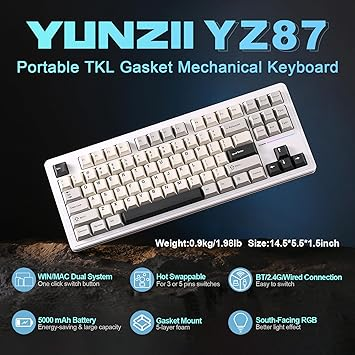 YUNZII YZ87
Portable TKL Gasket Mechanical Keyboard
Weight:0.9kg/1.98lb Size:14.5*5.5*1.5inch
WIN/MAC Dual System
One click switch button
Hot Swappable
For 3 or 5 pins switches
BT/2.4G/Wired Connection
Easy to switch
5000 mAh Battery
Energy-saving & large capacity
Gasket Mount
5-layer foam
South-Facing RGB
Better light effect